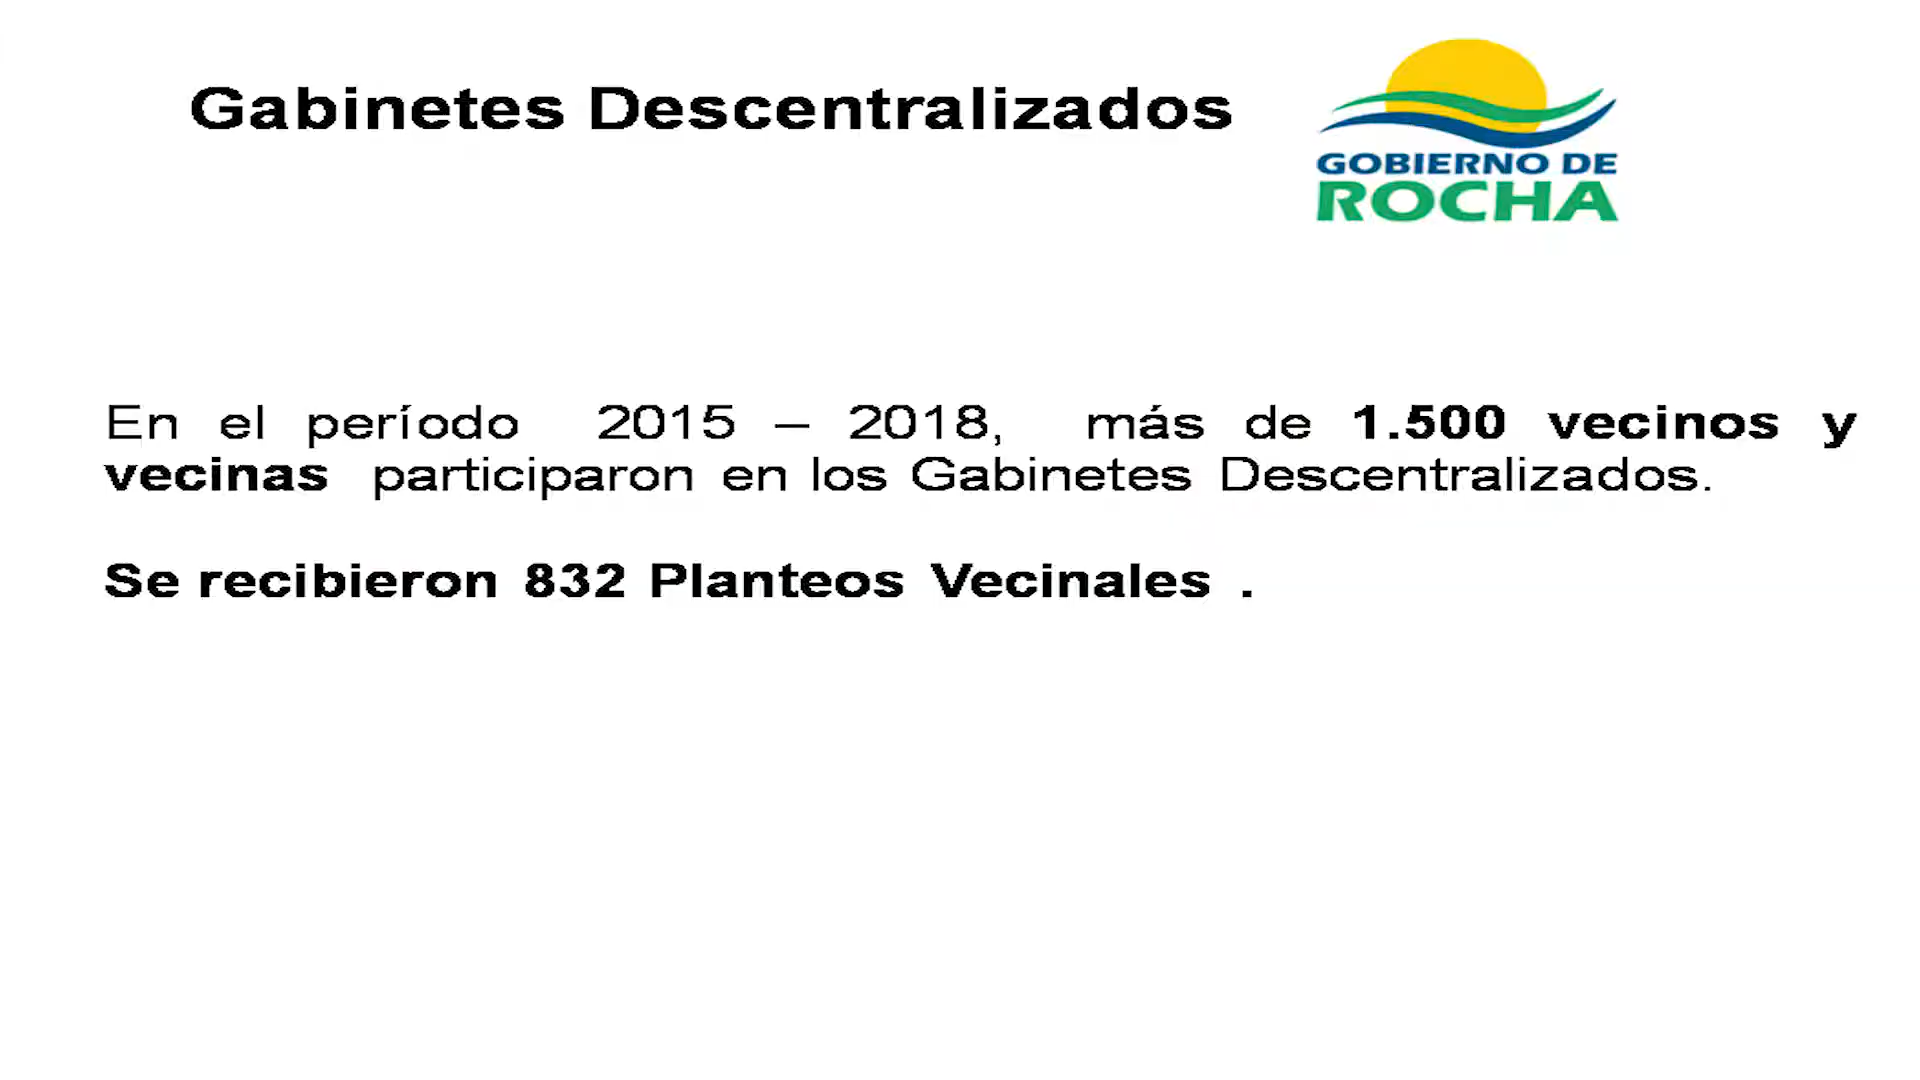 Gabinetes Descentralizados
GOBIERNO DE
ROCHA
En el período 2015 – 2018, más de 1.500 vecinos y
vecinas participaron en los Gabinetes Descentralizados.
Se recibieron 832 Planteos Vecinales .